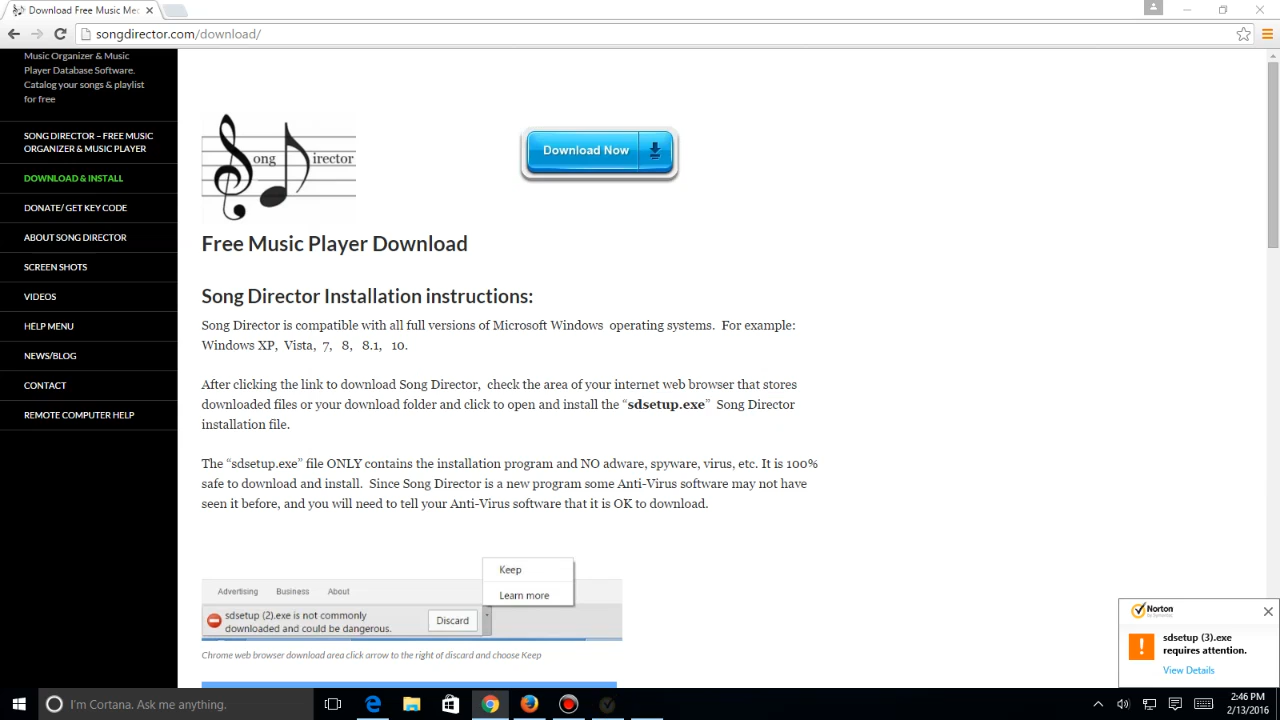 Download Free Music Mec
songdirector.com/download/
Music Organizer & Music
Player Database Software.
Catalog your songs & playlist
for free
SONG DIRECTOR – FREE MUSIC
ORGANIZER & MUSIC PLAYER
DOWNLOAD & INSTALL
DONATE/ GET KEY CODE
ABOUT SONG DIRECTOR
SCREEN SHOTS
VIDEOS
HELP MENU
NEWS/BLOG
CONTACT
REMOTE COMPUTER HELP
ong irector
Download Now
Free Music Player Download
Song Director Installation instructions:
Song Director is compatible with all full versions of Microsoft Windows  operating systems.  For example:
Windows XP,  Vista,  7,  8,  8.1,  10.
After clicking the link to download Song Director,  check the area of your internet web browser that stores
downloaded files or your download folder and click to open and install the “sdsetup.exe”  Song Director
installation file.
The “sdsetup.exe” file ONLY contains the installation program and NO adware, spyware, virus, etc. It is 100%
safe to download and install.  Since Song Director is a new program some Anti-Virus software may not have
seen it before, and you will need to tell your Anti-Virus software that it is OK to download.
Keep
Learn more
Advertising Business About
sdsetup (2).exe is not commonly
downloaded and could be dangerous.
Discard
Chrome web browser download area click arrow to the right of discard and choose Keep
Norton
by Symantec
sdsetup (3).exe
requires attention.
View Details
I'm Cortana. Ask me anything.
2:46 PM
2/13/2016